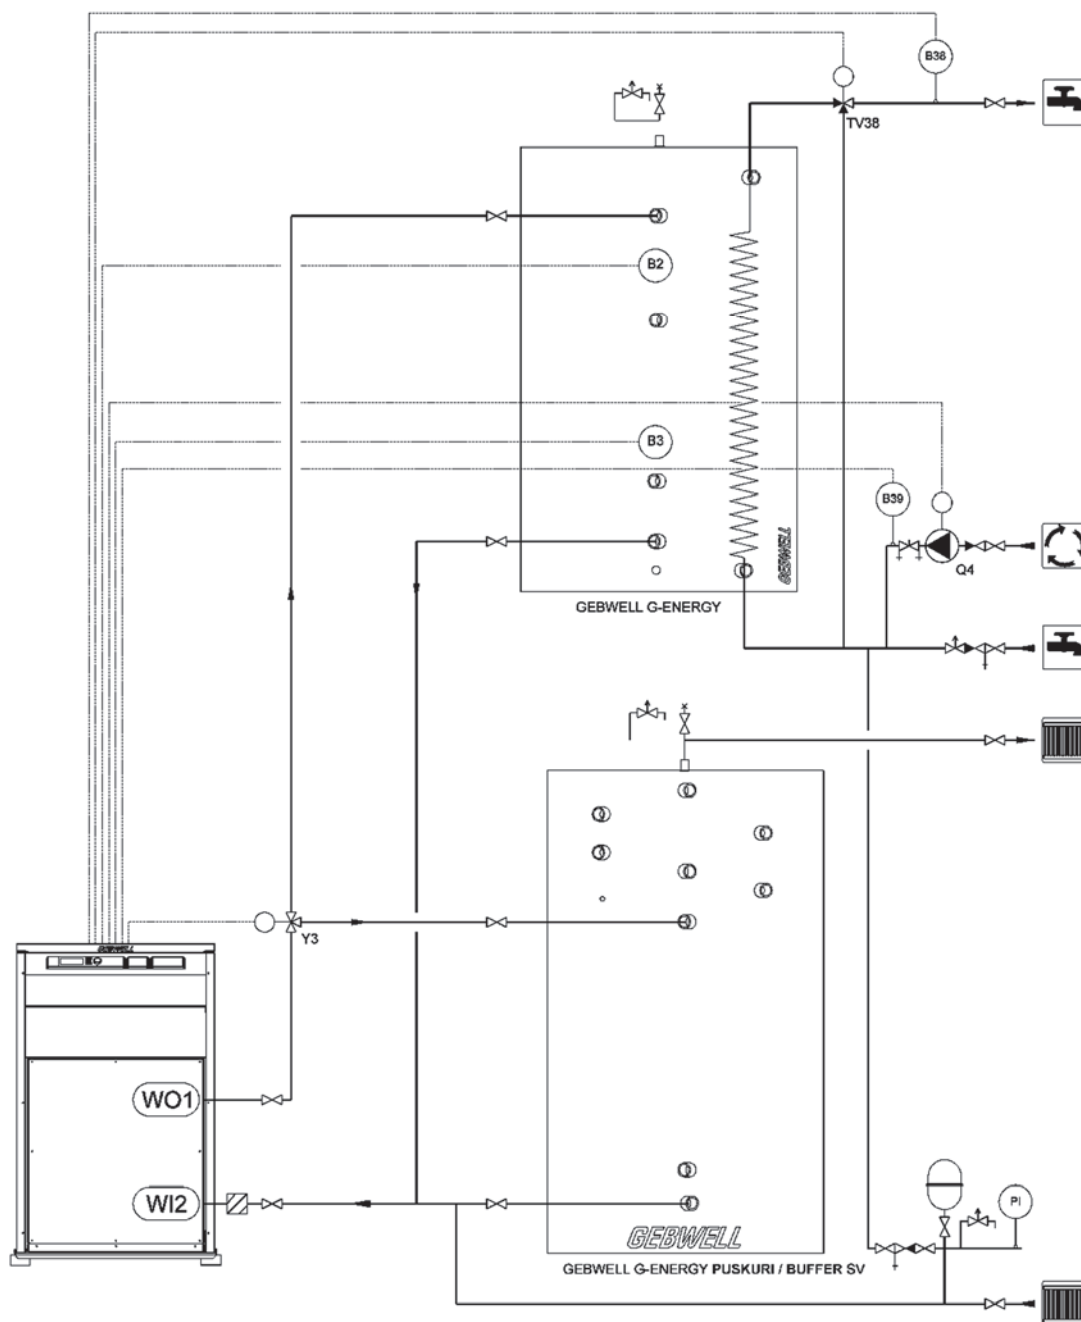 B38
TV38
B2
B3
B39
GEBWELL
Q4
GEBWELL G-ENERGY
Y3
GEBWELL
WO1
WI2
PI
GEBWELL
GEBWELL G-ENERGY PUSKURI / BUFFER SV